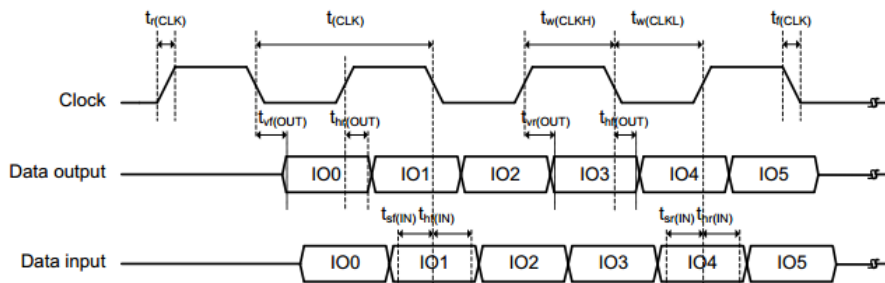 tr(CLK) t(CLK) tw(CLKH) tw(CLKL) tf(CLK)
Clock
tvf(OUT) thr(OUT) tvr(OUT) thf(OUT)
Data output IO0 IO1 IO2 IO3 IO4 IO5
tsf(IN) thf(IN) tsr(IN) thr(IN)
Data input IO0 IO1 IO2 IO3 IO4 IO5